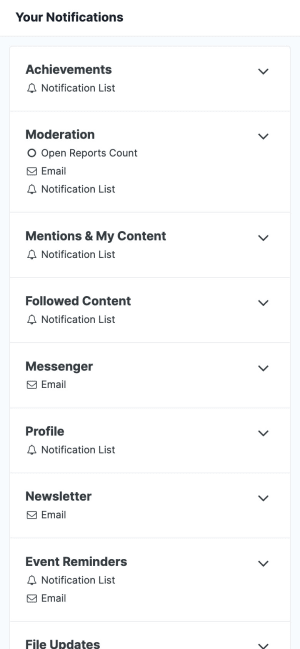 Your Notifications
Achievements
Notification List
Moderation
Open Reports Count
Email
Notification List
Mentions & My Content
Notification List
Followed Content
Notification List
Messenger
Email
Profile
Notification List
Newsletter
Email
Event Reminders
Notification List
Email
File Updates